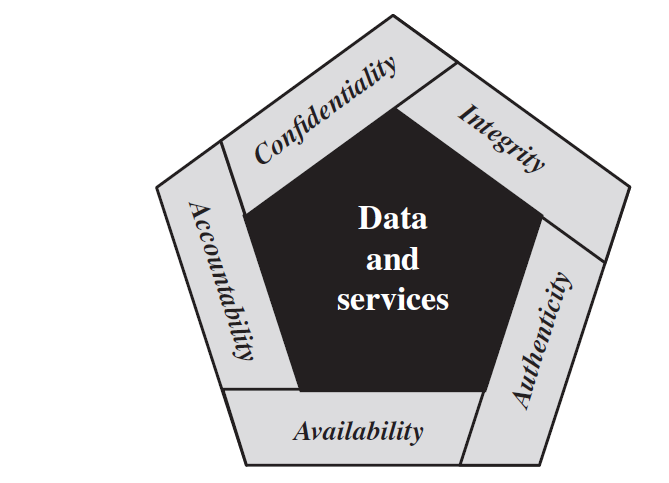 Confidentiality
Integrity
Accountability
Data
and
services
Authenticity
Availability